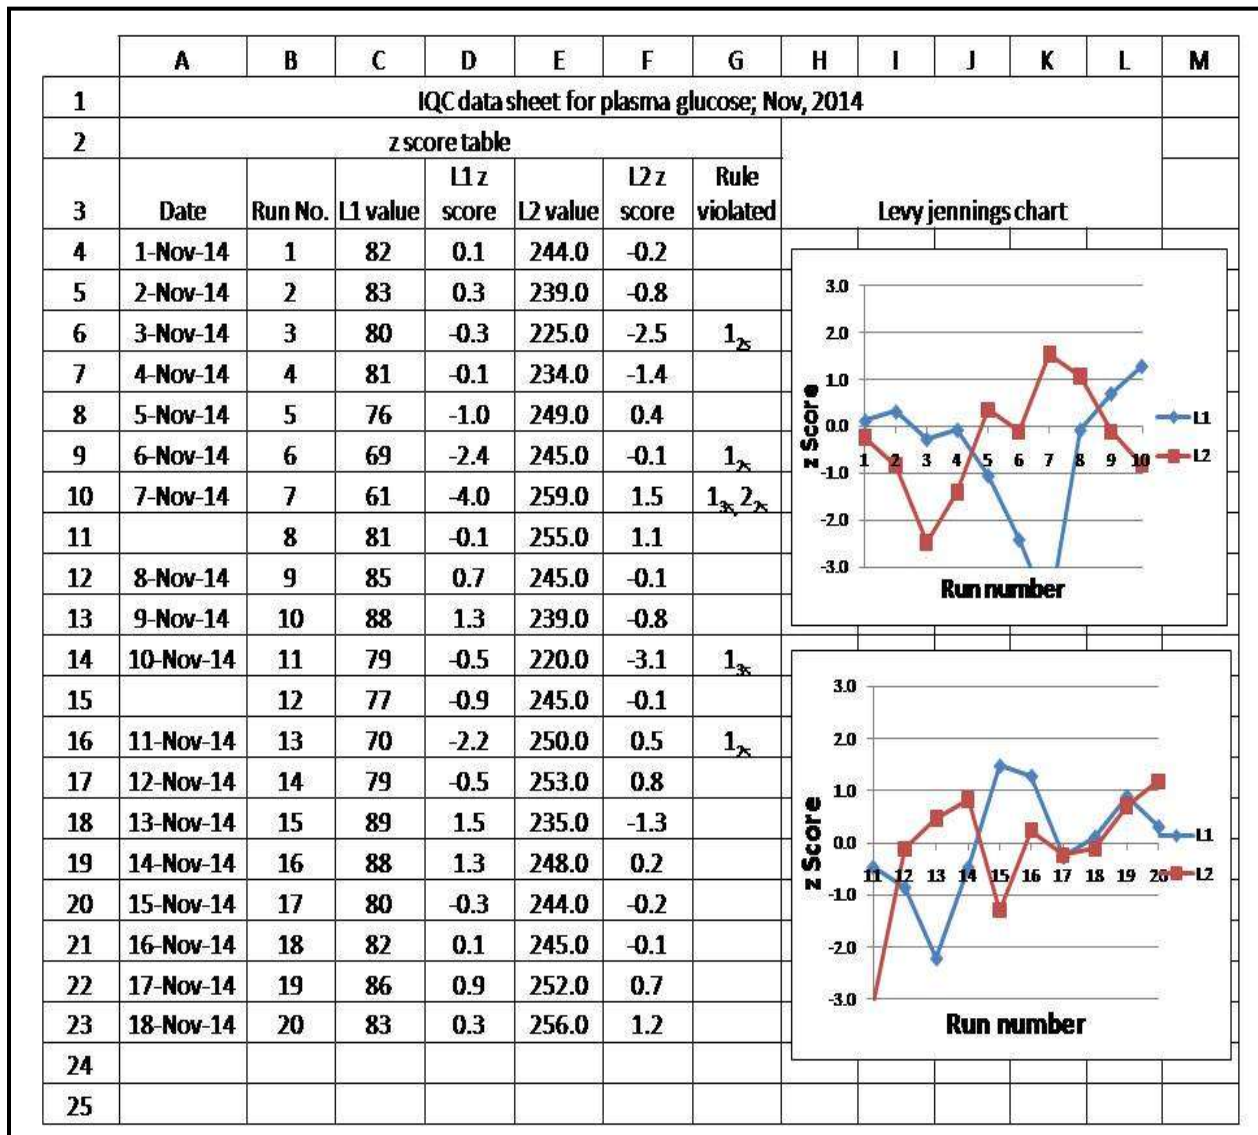 A B C D E F G H I J K L M
1 IQC data sheet for plasma glucose; Nov, 2014
2 z score table
L1 z L2 z Rule
3 Date Run No. L1 value score L2 value score violated Levy jennings chart
4 1-Nov-14 1 82 0.1 244.0 -0.2
5 2-Nov-14 2 83 0.3 239.0 -0.8
6 3-Nov-14 3 80 -0.3 225.0 -2.5 12s
7 4-Nov-14 4 81 -0.1 234.0 -1.4
8 5-Nov-14 5 76 -1.0 249.0 0.4
9 6-Nov-14 6 69 -2.4 245.0 -0.1 12s
10 7-Nov-14 7 61 -4.0 259.0 1.5 13s, 22s
11 8 81 -0.1 255.0 1.1
12 8-Nov-14 9 85 0.7 245.0 -0.1
13 9-Nov-14 10 88 1.3 239.0 -0.8
14 10-Nov-14 11 79 -0.5 220.0 -3.1 13s
15 12 77 -0.9 245.0 -0.1
16 11-Nov-14 13 70 -2.2 250.0 0.5 12s
17 12-Nov-14 14 79 -0.5 253.0 0.8
18 13-Nov-14 15 89 1.5 235.0 -1.3
19 14-Nov-14 16 88 1.3 248.0 0.2
20 15-Nov-14 17 80 -0.3 244.0 -0.2
21 16-Nov-14 18 82 0.1 245.0 -0.1
22 17-Nov-14 19 86 0.9 252.0 0.7
23 18-Nov-14 20 83 0.3 256.0 1.2
24
25
3.0
2.0
1.0
0.0
-1.0
-2.0
-3.0
z Score
1 2 3 4 5 6 7 8 9 10
L1
L2
Run number
3.0
2.0
1.0
0.0
-1.0
-2.0
-3.0
z Score
11 12 13 14 15 16 17 18 19 20
L1
L2
Run number